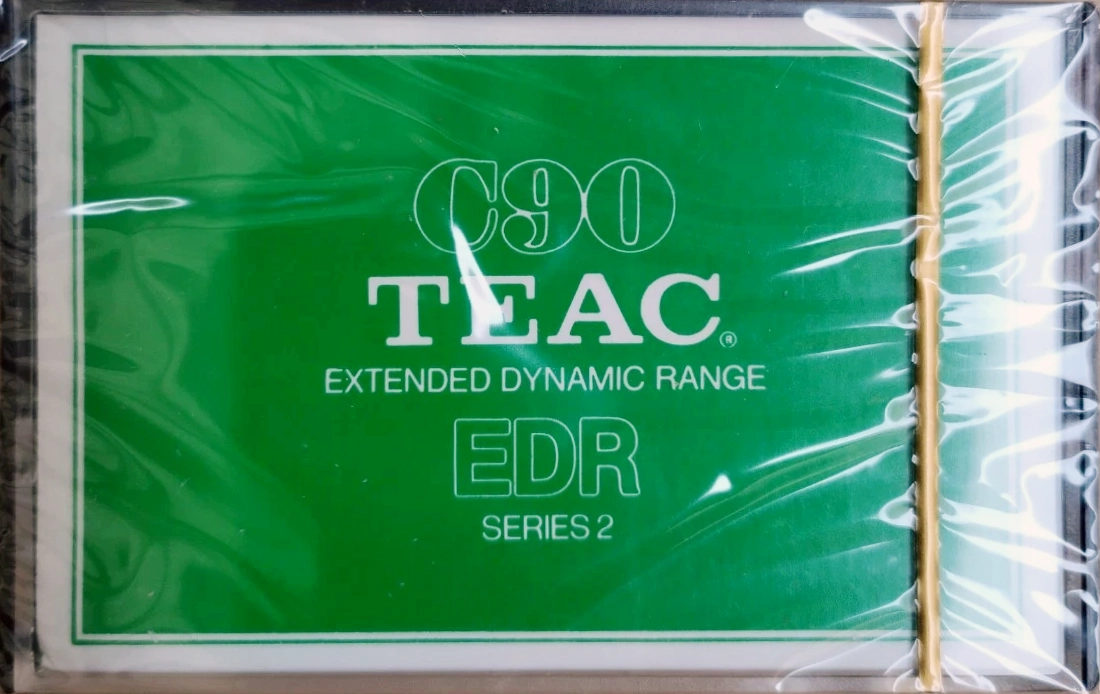 C90
TEAC®
EXTENDED DYNAMIC RANGE
EDR
SERIES 2